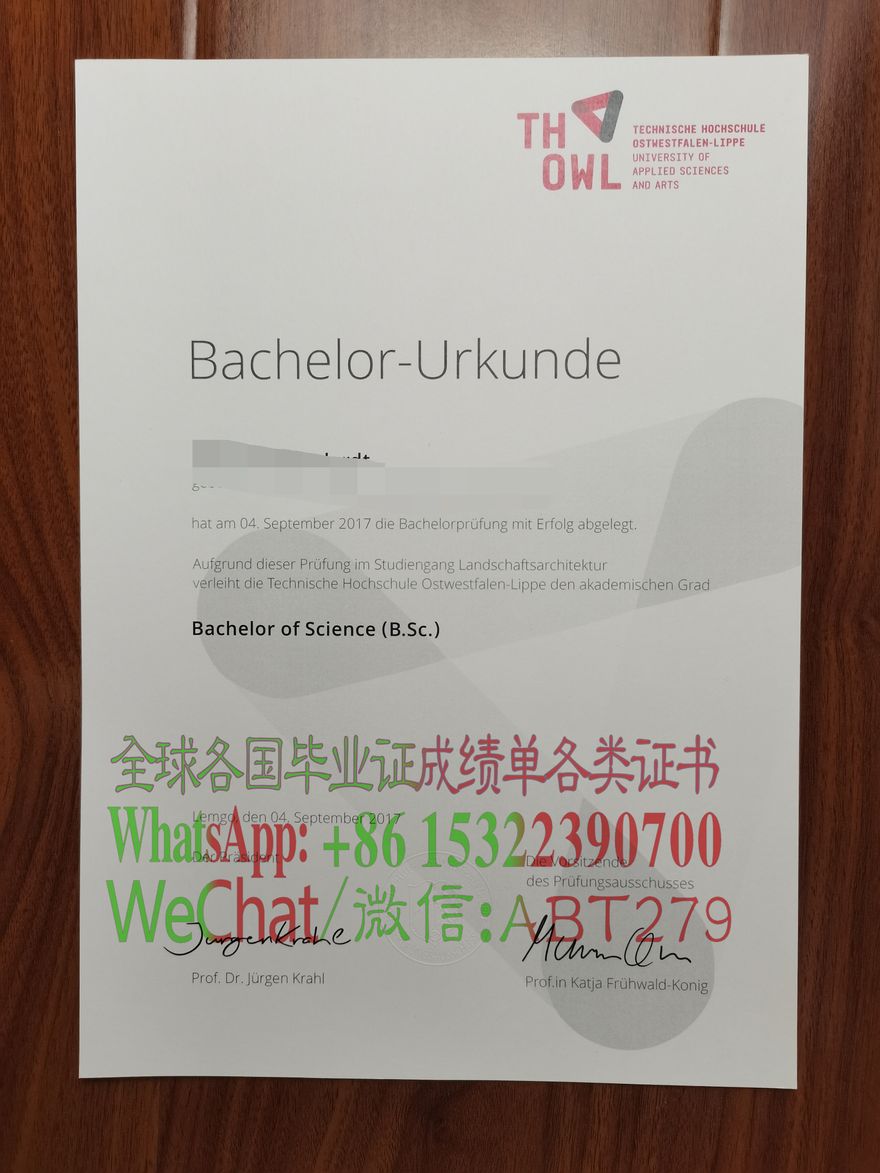 TH OWL
TECHNISCHE HOCHSCHULE
OSTWESTFALEN-LIPPE
UNIVERSITY OF
APPLIED SCIENCES
AND ARTS
Bachelor-Urkunde
hat am 04. September 2017 die Bachelorprüfung mit Erfolg abgelegt.
Aufgrund dieser Prüfung im Studiengang Landschaftsarchitektur
verleiht die Technische Hochschule Ostwestfalen-Lippe den akademischen Grad
Bachelor of Science (B.Sc.)
全球各国毕业证成绩单各类证书
Lemgo, den 04. September 2017
WhatsApp: +86 15322390700
Der Präsident
Die Vorsitzende
des Prüfungsausschusses
WeChat/微信:ABT279
Jürgen Krahl
Prof. Dr. Jürgen Krahl
Prof.in Katja Frühwald-Konig